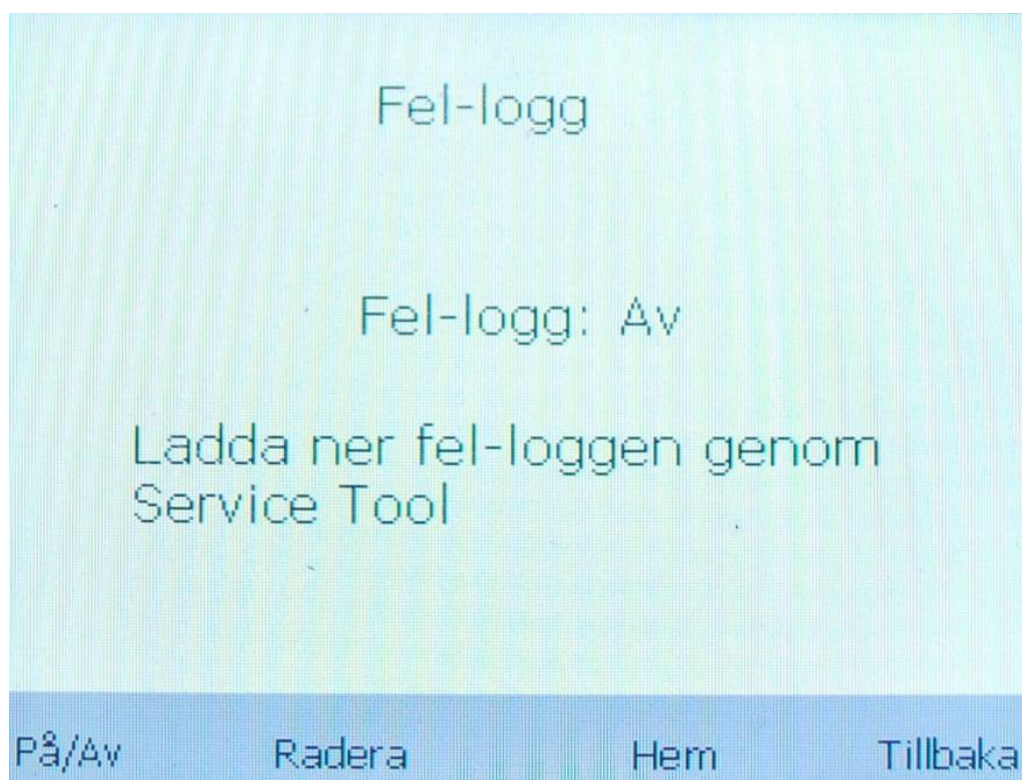 Fel-logg
Fel-logg: Av
Ladda ner fel-loggen genom
Service Tool
På/Av Radera Hem Tillbaka